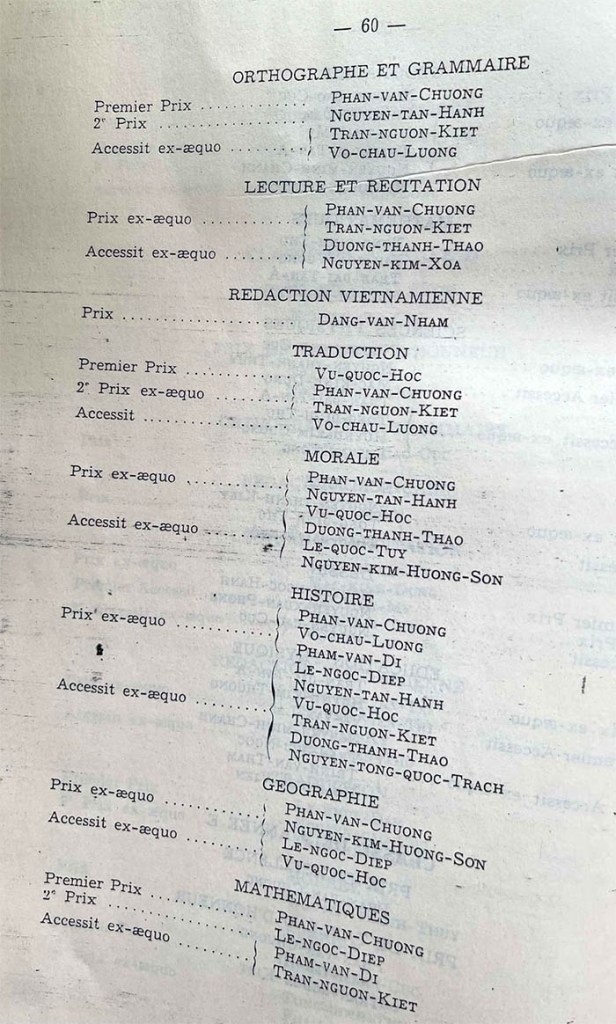 — 60 —
ORTHOGRAPHE ET GRAMMAIRE
Premier Prix .............. PHAN-VAN-CHUONG
2e Prix .................. NGUYEN-TAN-HANH
Accessit ex-æquo ........ { TRAN-NGUON-KIET
VO-CHAU-LUONG
LECTURE ET RECITATION
Prix ex-æquo ............ { PHAN-VAN-CHUONG
TRAN-NGUON-KIET
Accessit ex-æquo ........ { DUONG-THANH-THAO
NGUYEN-KIM-XOA
REDACTION VIETNAMIENNE
Prix ...................... DANG-VAN-NHAM
TRADUCTION
Premier Prix .............. VU-QUOC-HOC
2e Prix ex-æquo .......... { PHAN-VAN-CHUONG
TRAN-NGUON-KIET
Accessit .................. VO-CHAU-LUONG
MORALE
Prix ex-æquo ............ { PHAN-VAN-CHUONG
NGUYEN-TAN-HANH
VU-QUOC-HOC
Accessit ex-æquo ........ { DUONG-THANH-THAO
LE-QUOC-TUY
NGUYEN-KIM-HUONG-SON
HISTOIRE
Prix ex-æquo ............ { PHAN-VAN-CHUONG
VO-CHAU-LUONG
PHAM-VAN-DI
LE-NGOC-DIEP
NGUYEN-TAN-HANH
Accessit ex-æquo ........ { VU-QUOC-HOC
TRAN-NGUON-KIET
DUONG-THANH-THAO
NGUYEN-TONG-QUOC-TRACH
GEOGRAPHIE
Prix ex-æquo ............ { PHAN-VAN-CHUONG
NGUYEN-KIM-HUONG-SON
Accessit ex-æquo ........ { LE-NGOC-DIEP
VU-QUOC-HOC
MATHEMATIQUES
Premier Prix .............. PHAN-VAN-CHUONG
2e Prix .................. LE-NGOC-DIEP
Accessit ex-æquo ........ { PHAM-VAN-DI
TRAN-NGUON-KIET